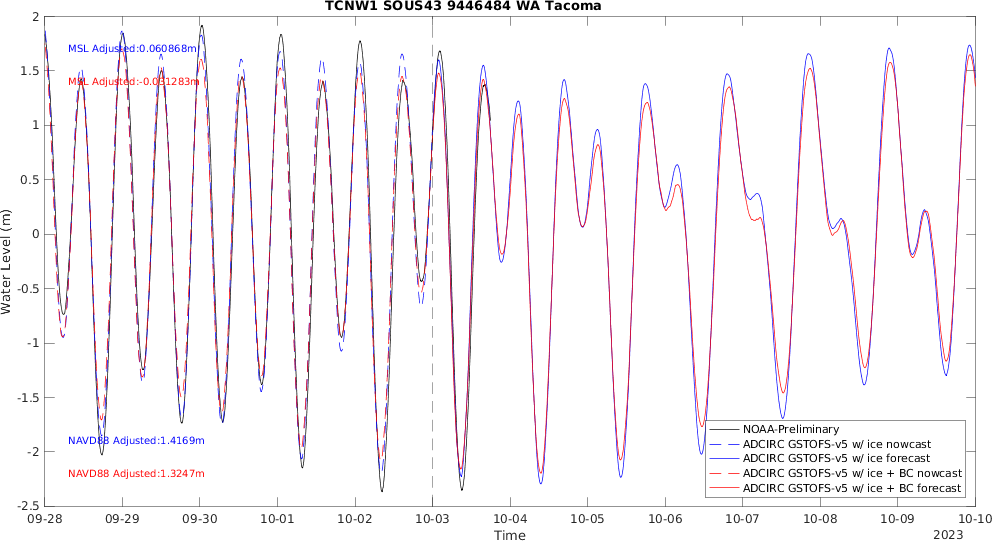 TCNW1 SOUS43 9446484 WA Tacoma
2
1.5
1
0.5
0
-0.5
-1
-1.5
-2
-2.5
Water Level (m)
MSL Adjusted:0.060868m
MSL Adjusted:-0.031283m
NAVD88 Adjusted:1.4169m
NAVD88 Adjusted:1.3247m
NOAA-Preliminary
ADCIRC GSTOFS-v5 w/ ice nowcast
ADCIRC GSTOFS-v5 w/ ice forecast
ADCIRC GSTOFS-v5 w/ ice + BC nowcast
ADCIRC GSTOFS-v5 w/ ice + BC forecast
09-28 09-29 09-30 10-01 10-02 10-03 10-04 10-05 10-06 10-07 10-08 10-09 10-10
Time
2023